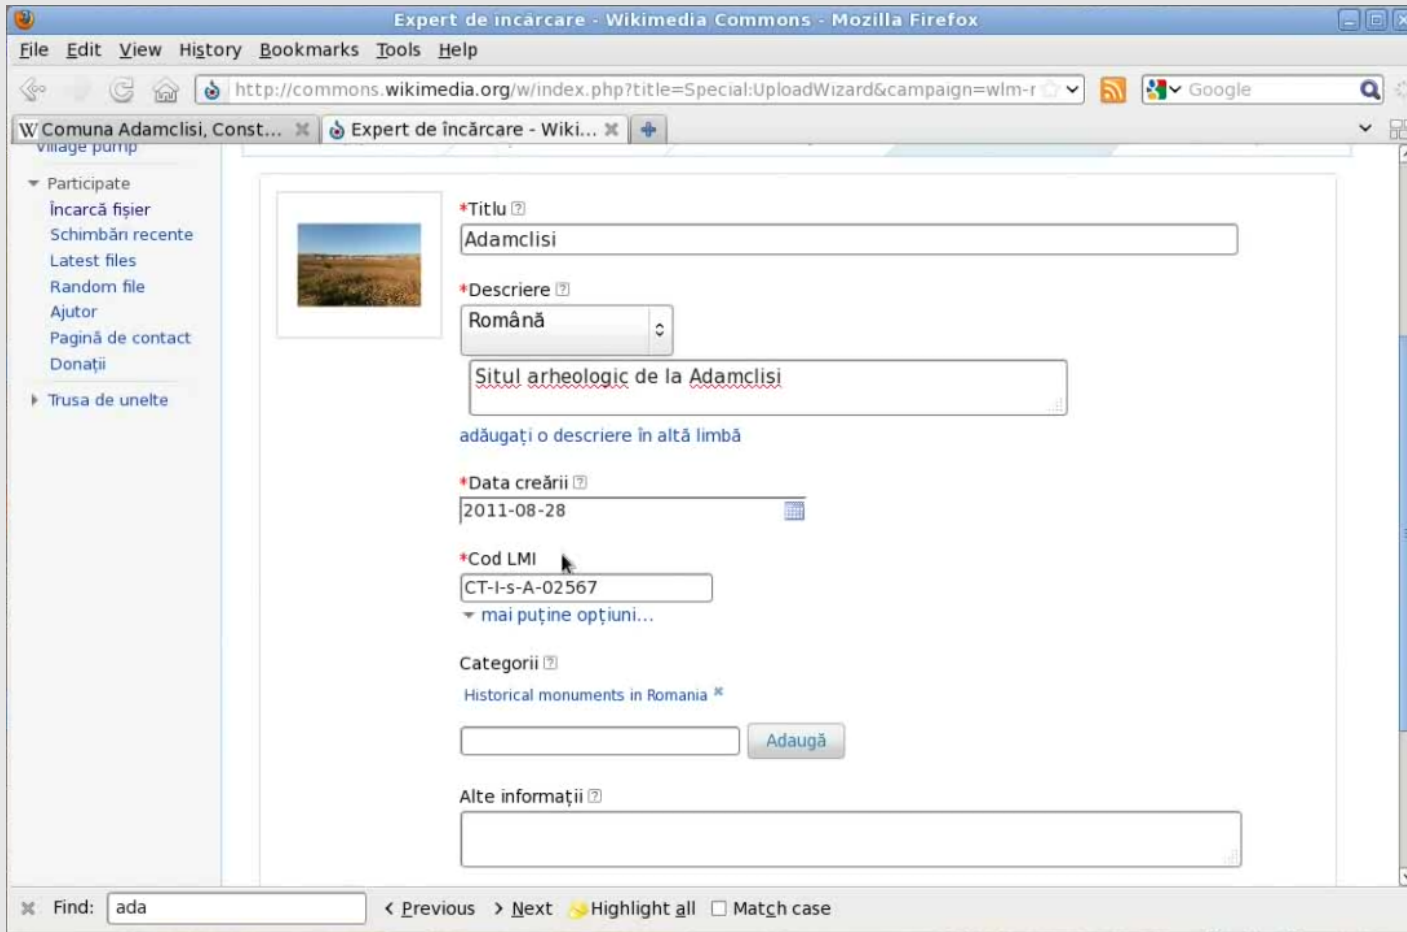 Expert de încărcare - Wikimedia Commons - Mozilla Firefox
File Edit View History Bookmarks Tools Help
http://commons.wikimedia.org/w/index.php?title=Special:UploadWizard&campaign=wlm-r Google
W Comuna Adamclisi, Const... Expert de încărcare - Wiki...
Village pump
Participate
Încarcă fișier
Schimbări recente
Latest files
Random file
Ajutor
Pagină de contact
Donații
Trusa de unelte
*Titlu ?
Adamclisi
*Descriere ?
Română
Situl arheologic de la Adamclisi
adăugați o descriere în altă limbă
*Data creării ?
2011-08-28
*Cod LMI
CT-I-s-A-02567
mai puține opțiuni...
Categorii ?
Historical monuments in Romania
Adaugă
Alte informații ?
Find: ada Previous Next Highlight all Match case